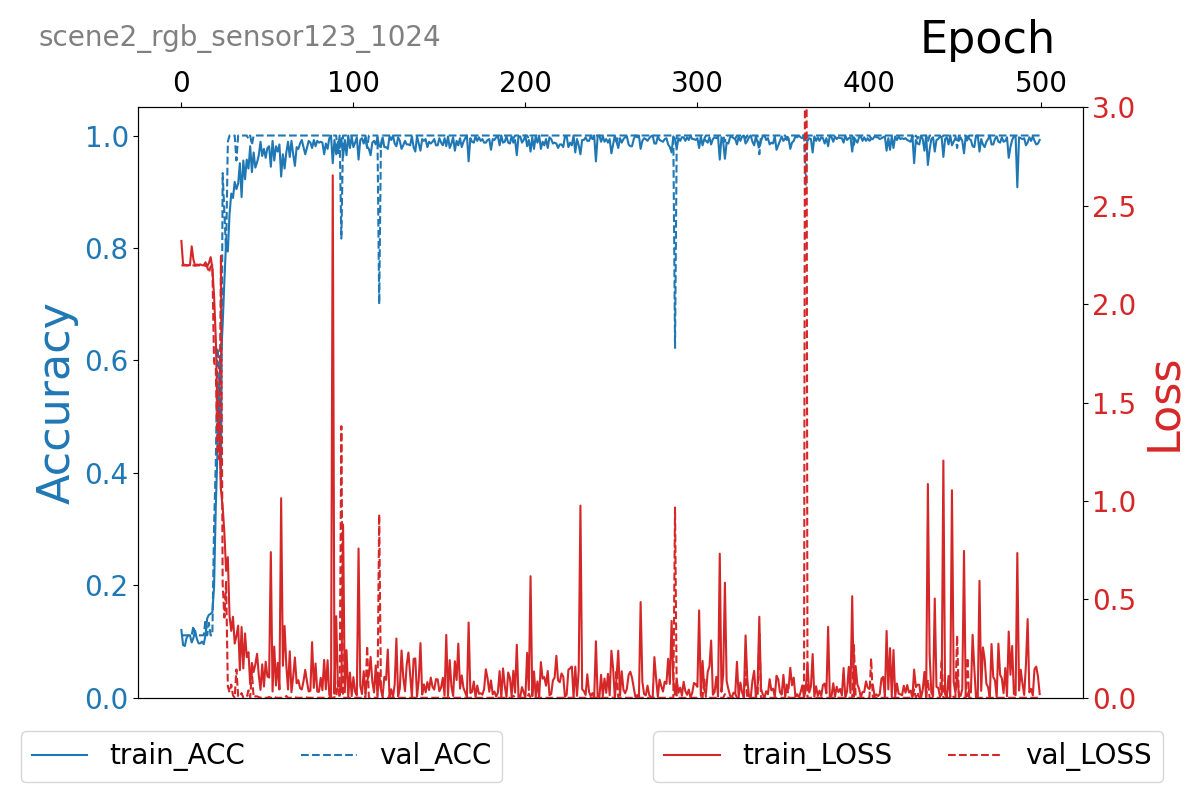 scene2_rgb_sensor123_1024
Epoch
0 100 200 300 400 500
1.0
0.8
0.6
0.4
0.2
0.0
Accuracy
3.0
2.5
2.0
1.5
1.0
0.5
0.0
Loss
train_ACC val_ACC
train_LOSS val_LOSS